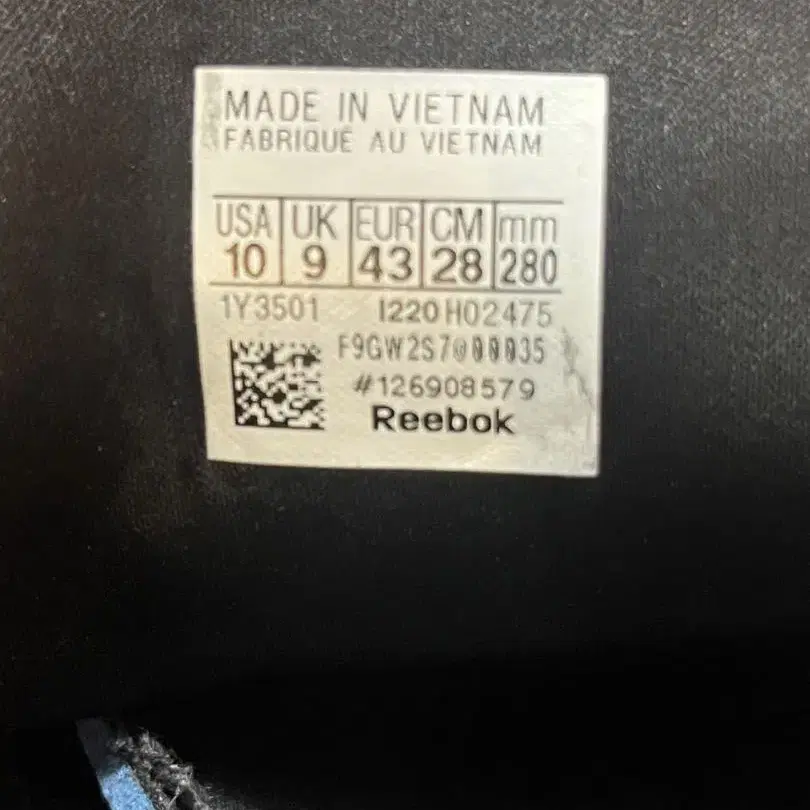 MADE IN VIETNAM
FABRIQUÉ AU VIETNAM
USA UK EUR CM mm
10 9 43 28 280
1Y3501 I220 H02475
F9GW2S7@00035
#126908579
Reebok